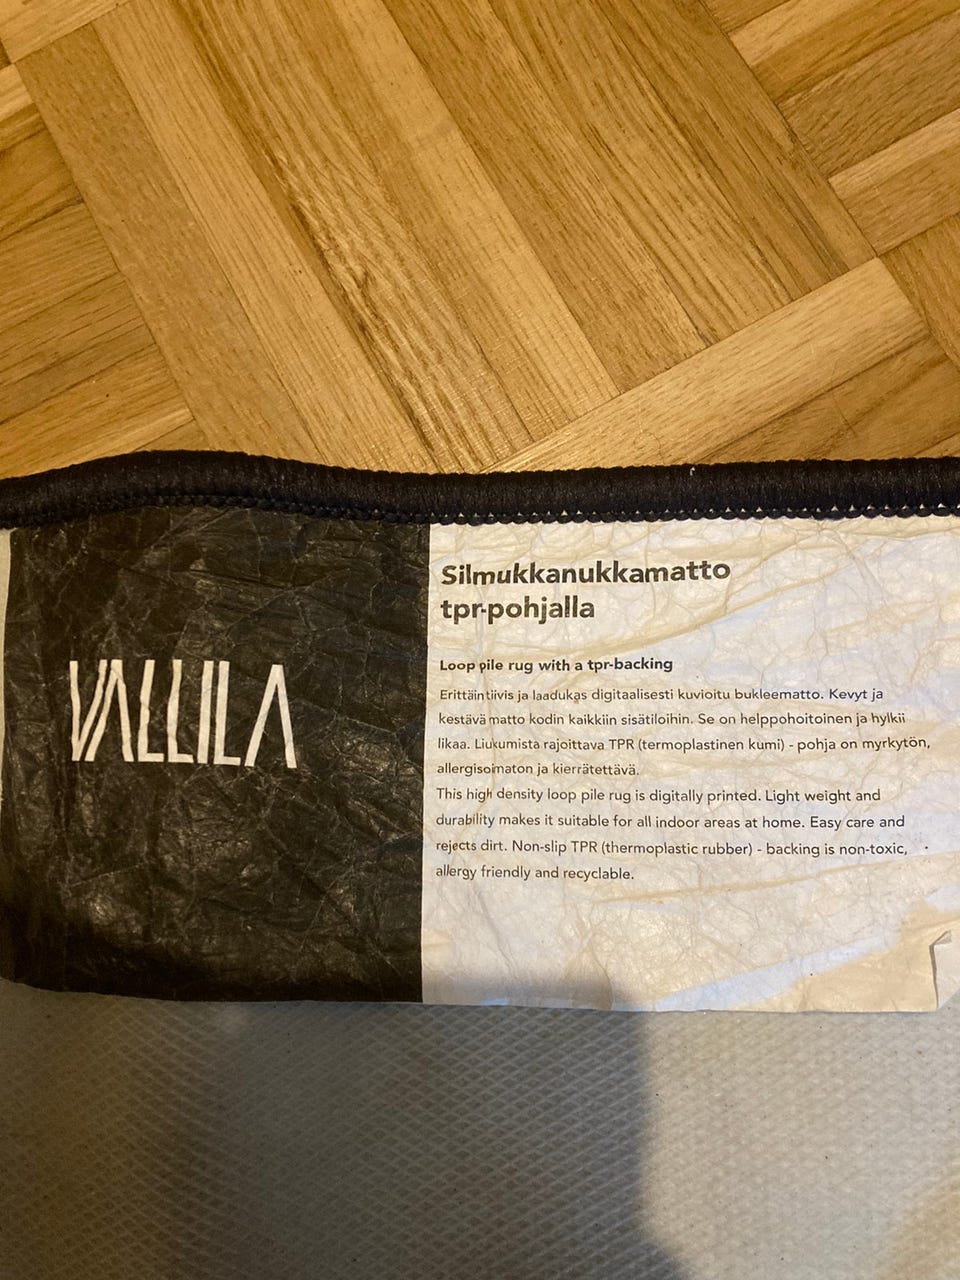 VALLILA
Silmukkanukkamatto
tpr-pohjalla
Loop pile rug with a tpr-backing
Erittäin tiivis ja laadukas digitaalisesti kuvioitu bukleematto. Kevyt ja
kestävä matto kodin kaikkiin sisätiloihin. Se on helppohoitoinen ja hylkii
likaa. Liukumista rajoittava TPR (termoplastinen kumi) - pohja on myrkytön,
allergisoimaton ja kierrätettävä.
This high density loop pile rug is digitally printed. Light weight and
durability makes it suitable for all indoor areas at home. Easy care and
rejects dirt. Non-slip TPR (thermoplastic rubber) - backing is non-toxic,
allergy friendly and recyclable.